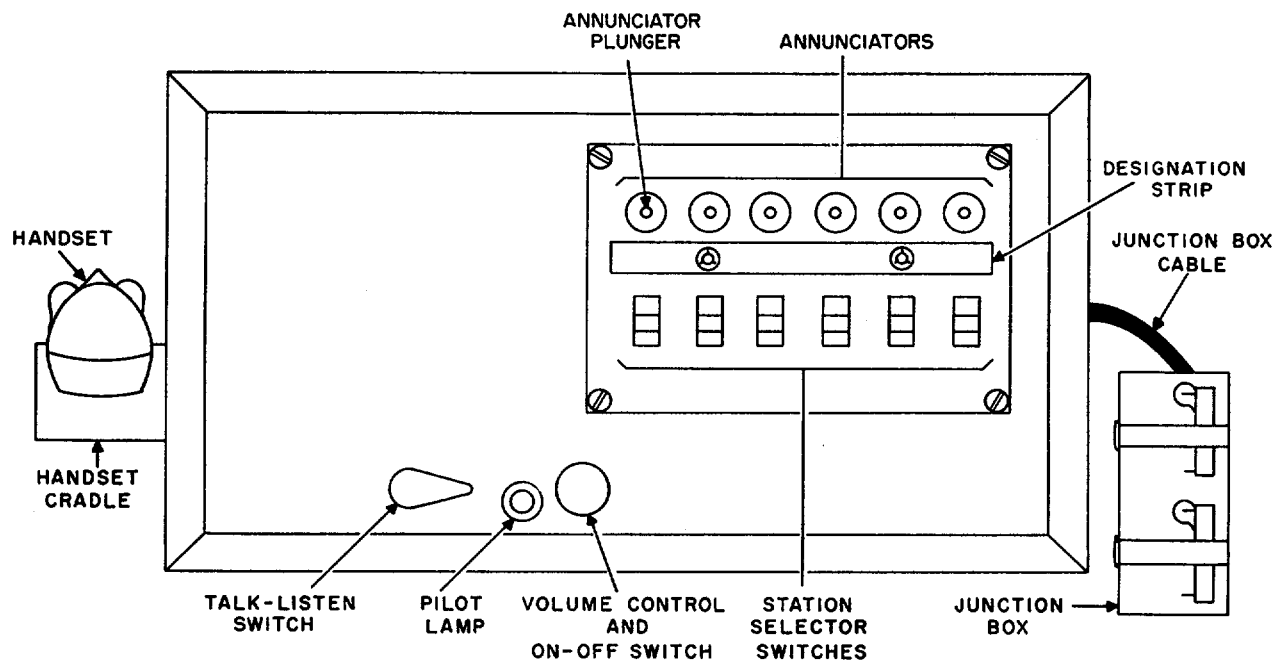 ANNUNCIATOR
PLUNGER
ANNUNCIATORS
DESIGNATION
STRIP
HANDSET
JUNCTION BOX
CABLE
HANDSET
CRADLE
TALK-LISTEN
SWITCH
PILOT
LAMP
VOLUME CONTROL
AND
ON-OFF SWITCH
STATION
SELECTOR
SWITCHES
JUNCTION
BOX